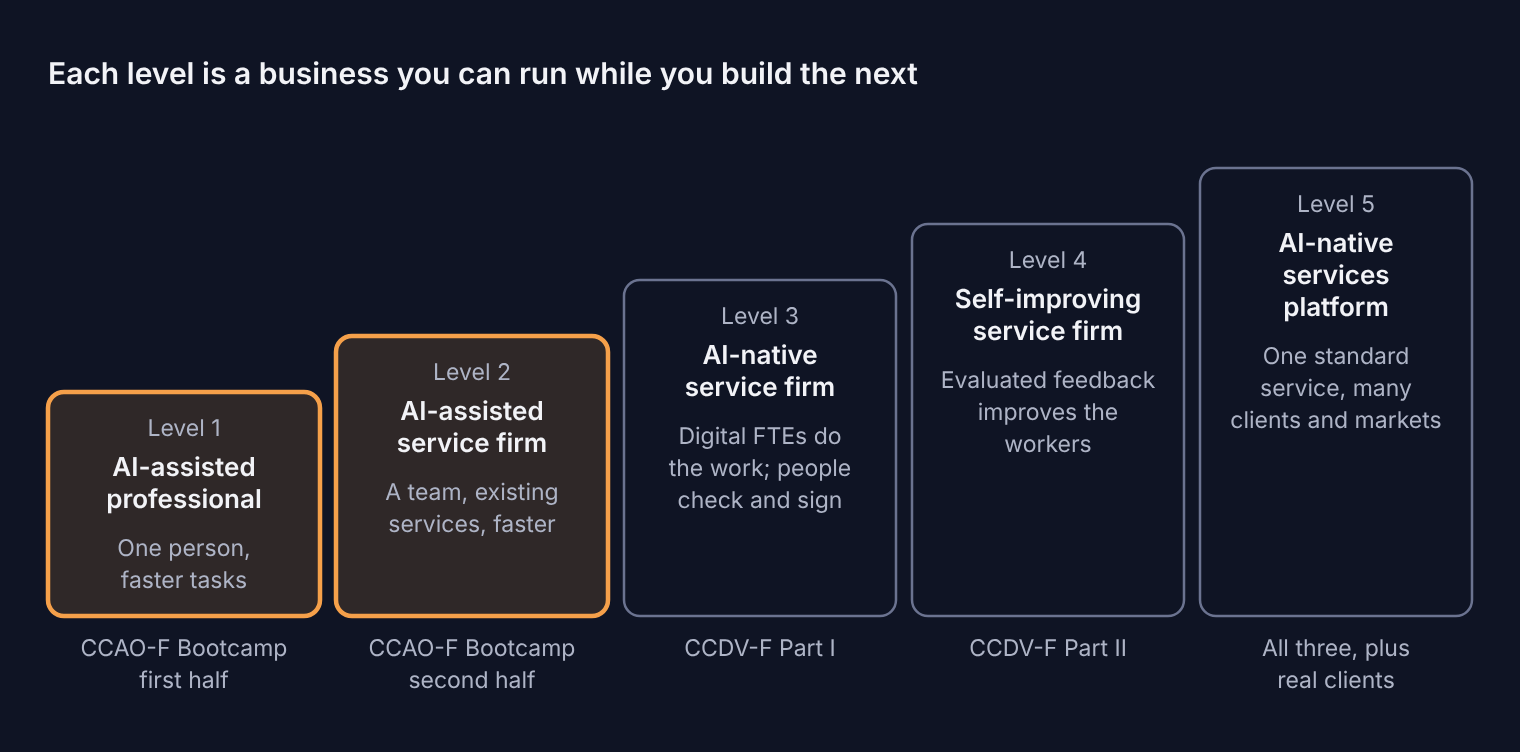 Each level is a business you can run while you build the next
Level 1
AI-assisted
professional
One person,
faster tasks
CCAO-F Bootcamp
first half
Level 2
AI-assisted
service firm
A team, existing
services, faster
CCAO-F Bootcamp
second half
Level 3
AI-native
service firm
Digital FTEs do
the work; people
check and sign
CCDV-F Part I
Level 4
Self-improving
service firm
Evaluated feedback
improves the
workers
CCDV-F Part II
Level 5
AI-native
services
platform
One standard
service, many
clients and markets
All three, plus
real clients